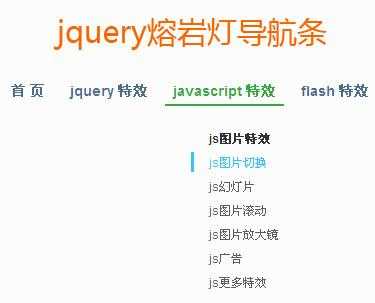 jquery熔岩灯导航条
首 页 jquery 特效 javascript 特效 flash 特效
js图片特效
js图片切换
js幻灯片
js图片滚动
js图片放大镜
js广告
js更多特效